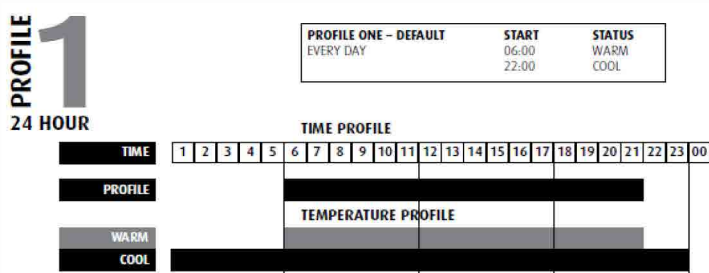 PROFILE 1
24 HOUR
PROFILE ONE – DEFAULT START STATUS
EVERY DAY 06:00 WARM
22:00 COOL
TIME PROFILE
TIME 1 2 3 4 5 6 7 8 9 10 11 12 13 14 15 16 17 18 19 20 21 22 23 00
PROFILE
TEMPERATURE PROFILE
WARM
COOL